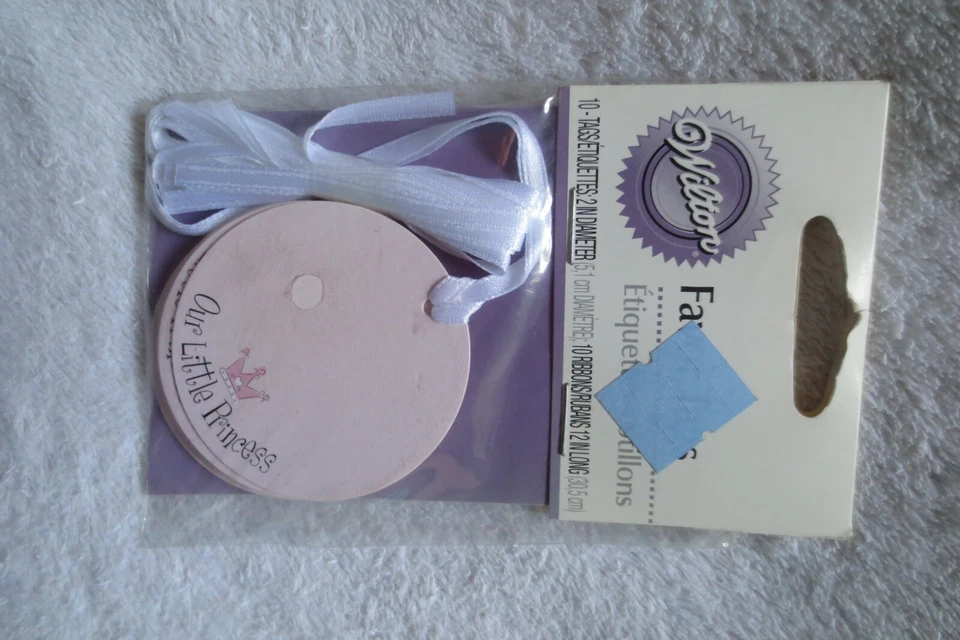 Wilton®
Fa
Étiquet
10 - TAGS/ÉTIQUETTES: 2 IN DIAMETER (5,1 cm DIAMÈTRE); 10 RIBBONS/RUBANS 12 IN LONG (30,5 cm)
Our Little Princess